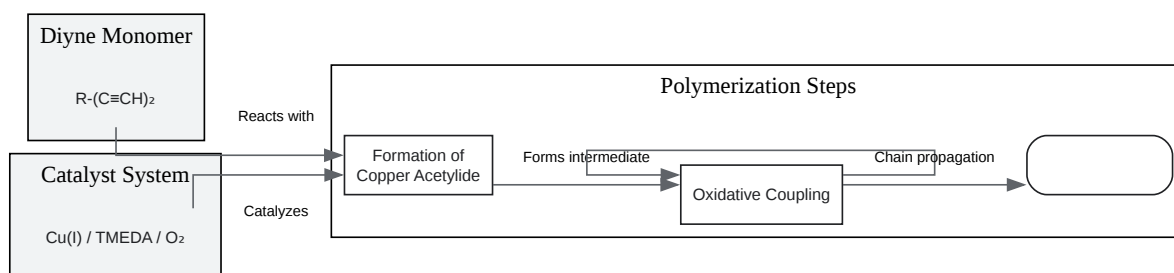 Diyne Monomer
R-(C≡CH)₂
Catalyst System
Cu(I) / TMEDA / O₂
Reacts with
Catalyzes
Polymerization Steps
Formation of
Copper Acetylide
Forms intermediate
Oxidative Coupling
Chain propagation